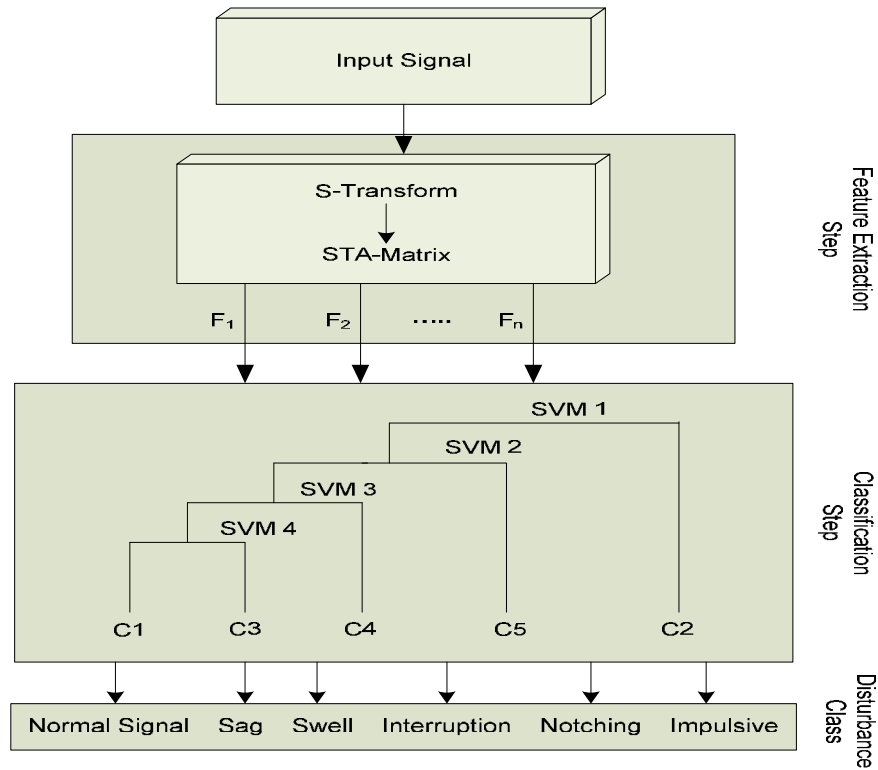 Input Signal
S-Transform
STA-Matrix
Feature Extraction
Step
F1 F2 ..... Fn
SVM 1
SVM 2
SVM 3
SVM 4
Classification
Step
C1 C3 C4 C5 C2
Normal Signal Sag Swell Interruption Notching Impulsive
Disturbance
Class